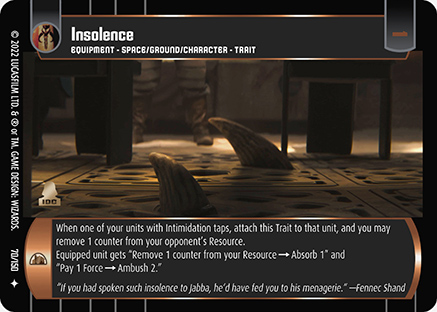 Insolence
EQUIPMENT - SPACE/GROUND/CHARACTER - TRAIT
IDC
When one of your units with Intimidation taps, attach this Trait to that unit, and you may
remove 1 counter from your opponent's Resource.
Equipped unit gets "Remove 1 counter from your Resource → Absorb 1" and
"Pay 1 Force → Ambush 2."
"If you had spoken such insolence to Jabba, he'd have fed you to his menagerie." —Fennec Shand
© 2022 LUCASFILM LTD. & ® or TM. GAME DESIGN: WIZARDS.
70/150